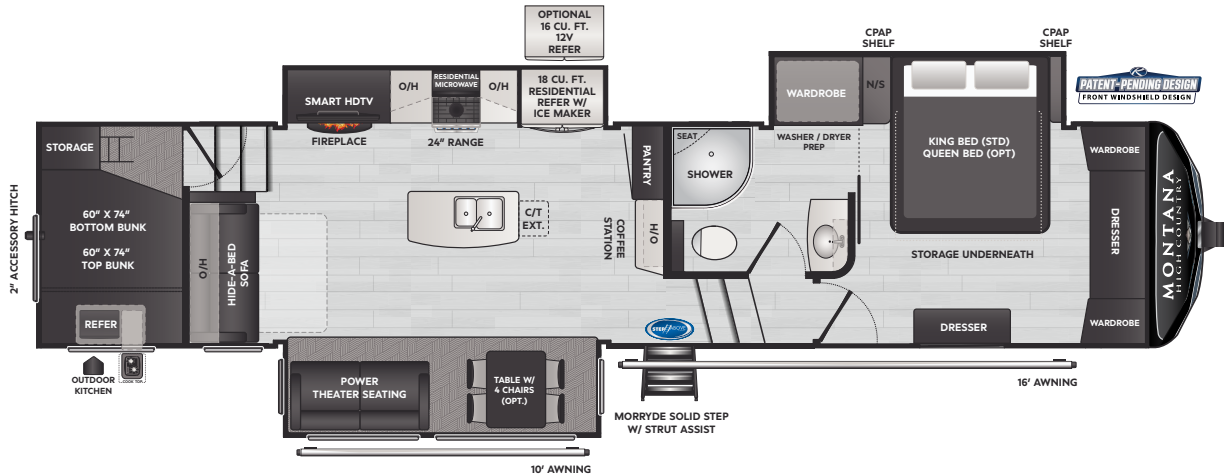 OPTIONAL
16 CU. FT.
12V
REFER
CPAP
SHELF
CPAP
SHELF
PATENT-PENDING DESIGN
FRONT WINDSHIELD DESIGN
SMART HDTV
FIREPLACE
O/H
RESIDENTIAL
MICROWAVE
O/H
24" RANGE
18 CU. FT.
RESIDENTIAL
REFER W/
ICE MAKER
WARDROBE
N/S
WASHER / DRYER
PREP
KING BED (STD)
QUEEN BED (OPT)
STORAGE UNDERNEATH
STORAGE
2" ACCESSORY HITCH
60" X 74"
BOTTOM BUNK
60" X 74"
TOP BUNK
O/H
HIDE-A-BED
SOFA
C/T
EXT.
PANTRY
COFFEE
STATION
O/H
SEAT
SHOWER
WARDROBE
DRESSER
WARDROBE
MONTANA
HIGH COUNTRY
DRESSER
REFER
OUTDOOR
KITCHEN
COOK TOP
POWER
THEATER SEATING
TABLE W/
4 CHAIRS
(OPT.)
STEP ABOVE
MORRYDE SOLID STEP
W/ STRUT ASSIST
16' AWNING
10' AWNING